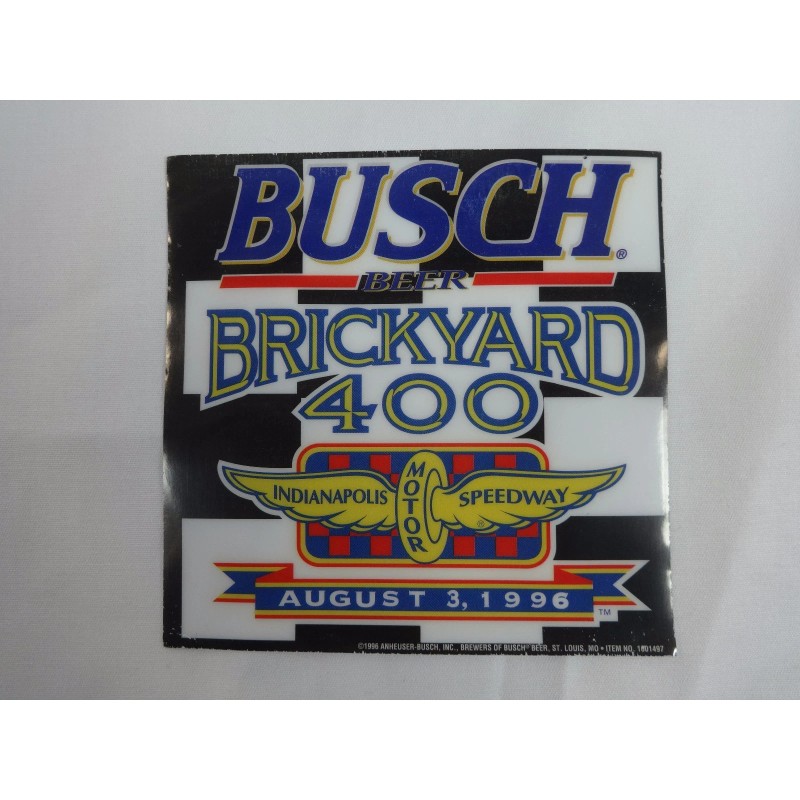 BUSCH®
BEER
BRICKYARD
400
INDIANAPOLIS MOTOR SPEEDWAY ®
AUGUST 3, 1996 ™
©1996 ANHEUSER-BUSCH, INC., BREWERS OF BUSCH® BEER, ST. LOUIS, MO • ITEM NO. 1601497